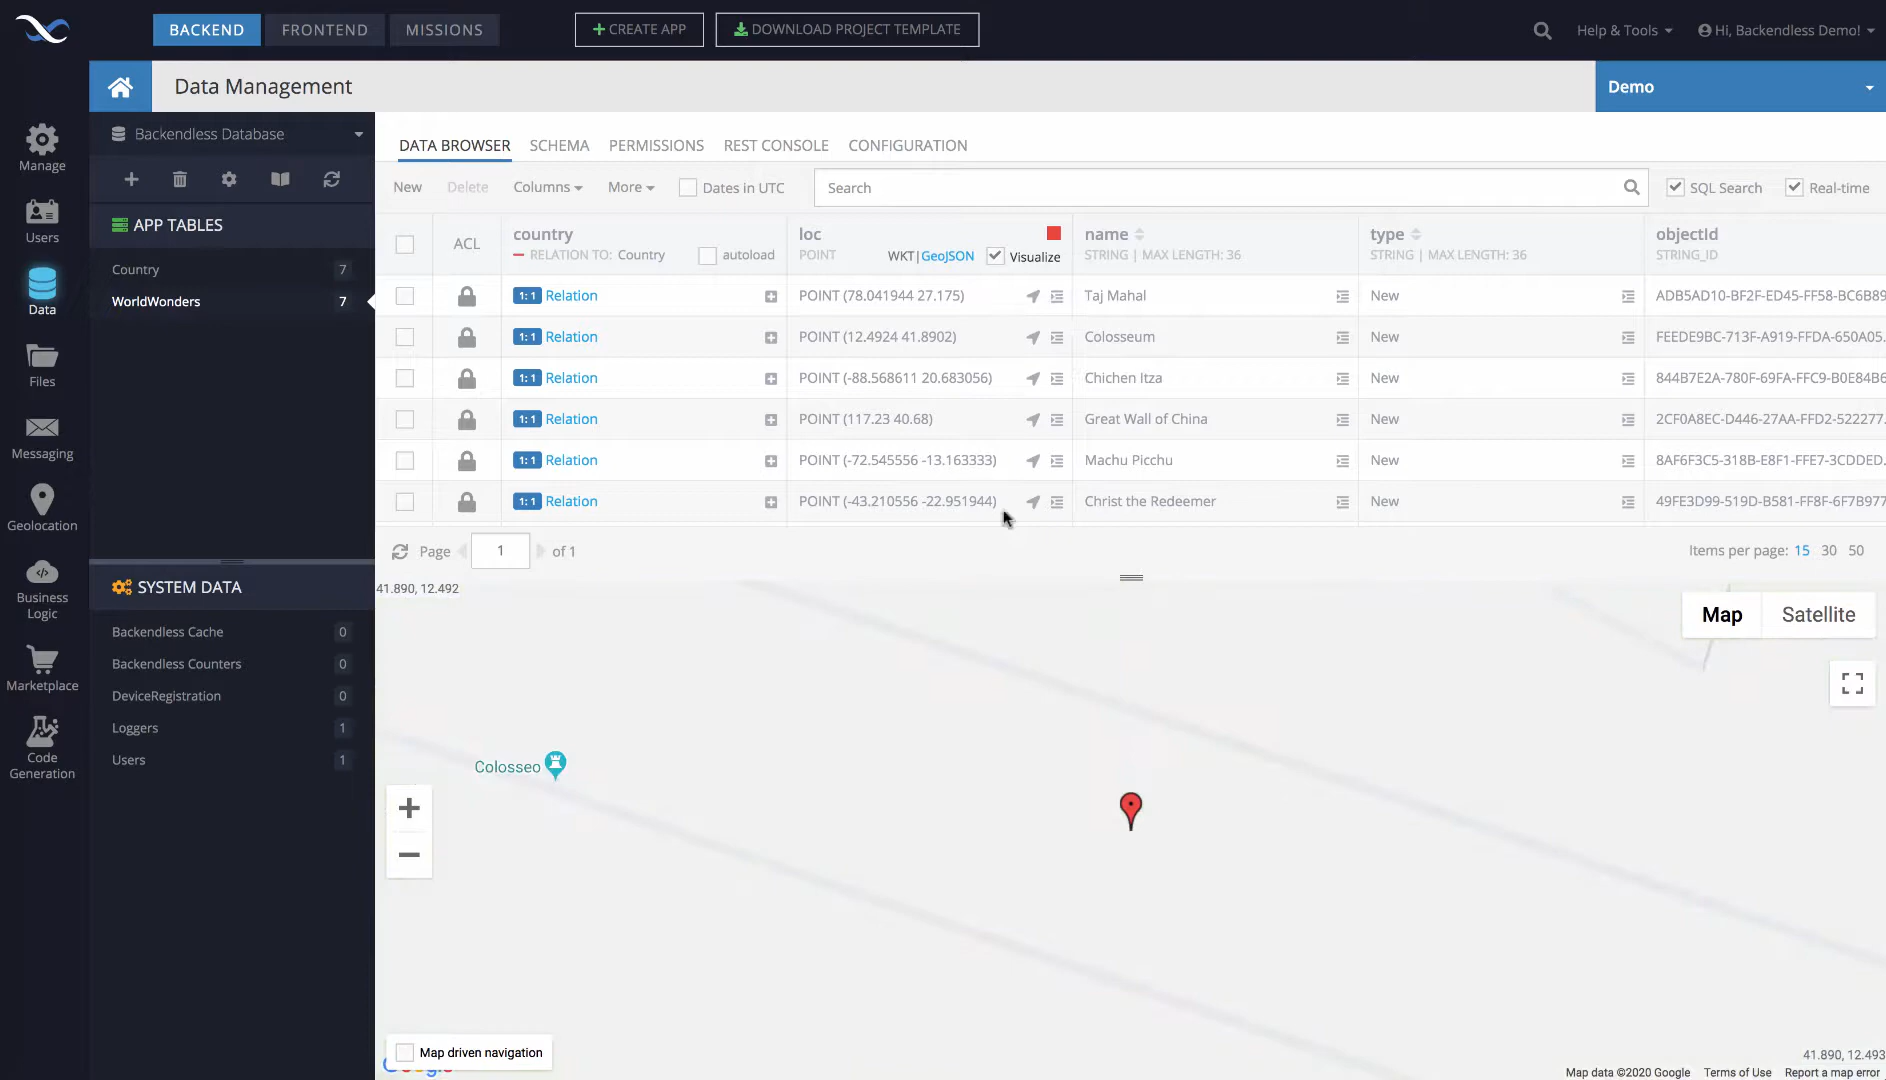 BACKEND FRONTEND MISSIONS CREATE APP DOWNLOAD PROJECT TEMPLATE Help & Tools Hi, Backendless Demo!
Data Management Demo
Manage
Users
Data
Files
Messaging
Geolocation
Business
Logic
Marketplace
Code
Generation
Backendless Database
APP TABLES
Country 7
WorldWonders 7
SYSTEM DATA
Backendless Cache 0
Backendless Counters 0
DeviceRegistration 0
Loggers 1
Users 1
DATA BROWSER SCHEMA PERMISSIONS REST CONSOLE CONFIGURATION
New Delete Columns More Dates in UTC Search SQL Search Real-time
ACL country loc name type objectId
RELATION TO: Country autoload POINT WKT|GeoJSON Visualize STRING | MAX LENGTH: 36 STRING | MAX LENGTH: 36 STRING_ID
1:1 Relation POINT (78.041944 27.175) Taj Mahal New ADB5AD10-BF2F-ED45-FF58-BC6B89
1:1 Relation POINT (12.4924 41.8902) Colosseum New FEEDE9BC-713F-A919-FFDA-650A05...
1:1 Relation POINT (-88.568611 20.683056) Chichen Itza New 844B7E2A-780F-69FA-FFC9-B0E84B6
1:1 Relation POINT (117.23 40.68) Great Wall of China New 2CF0A8EC-D446-27AA-FFD2-522277...
1:1 Relation POINT (-72.545556 -13.163333) Machu Picchu New 8AF6F3C5-318B-E8F1-FFE7-3CDDED...
1:1 Relation POINT (-43.210556 -22.951944) Christ the Redeemer New 49FE3D99-519D-B581-FF8F-6F7B977
Page 1 of 1 Items per page: 15 30 50
41.890, 12.492
Map Satellite
Colosseo
Map driven navigation
Google
41.890, 12.493
Map data ©2020 Google Terms of Use Report a map error